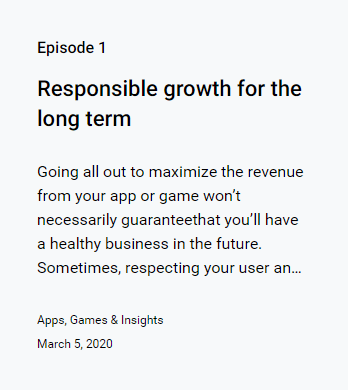 Episode 1
Responsible growth for the
long term
Going all out to maximize the revenue
from your app or game won’t
necessarily guaranteethat you’ll have
a healthy business in the future.
Sometimes, respecting your user an…
Apps, Games & Insights
March 5, 2020